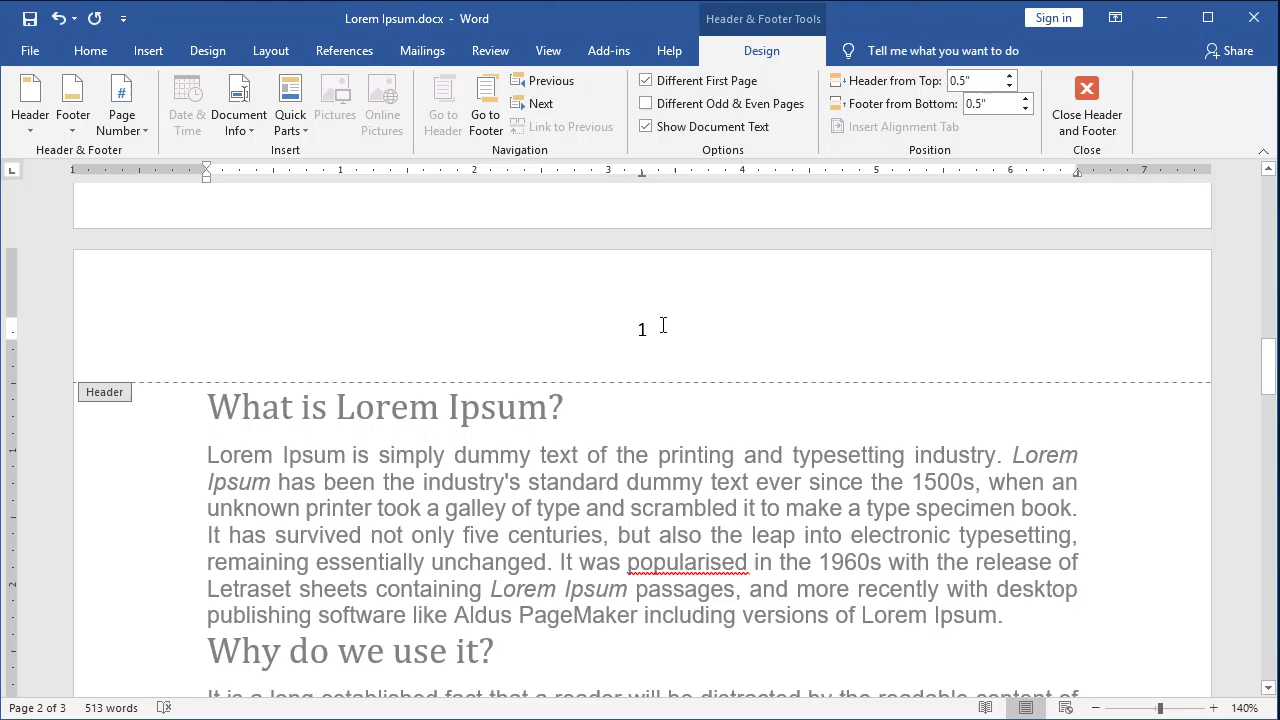 Lorem Ipsum.docx - Word
Header & Footer Tools
Sign in
File Home Insert Design Layout References Mailings Review View Add-ins Help Design Tell me what you want to do Share
Header
Footer
Page Number
Header & Footer
Date & Time
Document Info
Quick Parts
Pictures
Online Pictures
Insert
Go to Header
Go to Footer
Previous
Next
Link to Previous
Navigation
Different First Page
Different Odd & Even Pages
Show Document Text
Options
Header from Top: 0.5"
Footer from Bottom: 0.5"
Insert Alignment Tab
Position
Close Header and Footer
Close
1 1 2 3 4 5 6 7
1
Header
What is Lorem Ipsum?
Lorem Ipsum is simply dummy text of the printing and typesetting industry. Lorem
Ipsum has been the industry's standard dummy text ever since the 1500s, when an
unknown printer took a galley of type and scrambled it to make a type specimen book.
It has survived not only five centuries, but also the leap into electronic typesetting,
remaining essentially unchanged. It was popularised in the 1960s with the release of
Letraset sheets containing Lorem Ipsum passages, and more recently with desktop
publishing software like Aldus PageMaker including versions of Lorem Ipsum.
Why do we use it?
It is a long established fact that a reader will be distracted by the readable content of
1
2
Page 2 of 3 513 words 140%